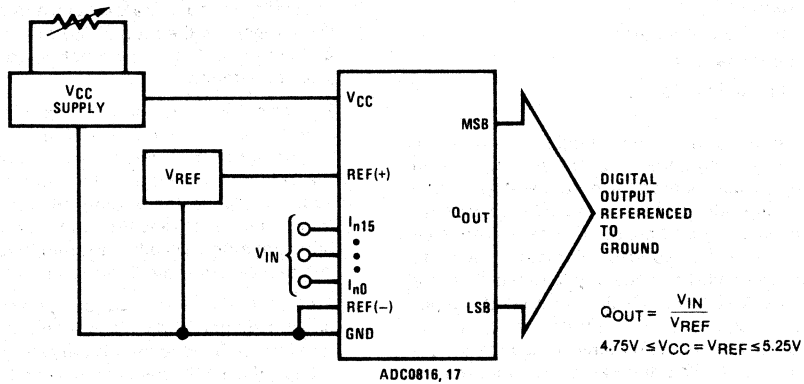 VCC
SUPPLY
VCC
MSB
VREF
REF(+)
In15
VIN
In0
QOUT
REF(−)
LSB
GND
DIGITAL
OUTPUT
REFERENCED
TO
GROUND
QOUT = VIN / VREF
4.75V ≤ VCC = VREF ≤ 5.25V
ADC0816, 17